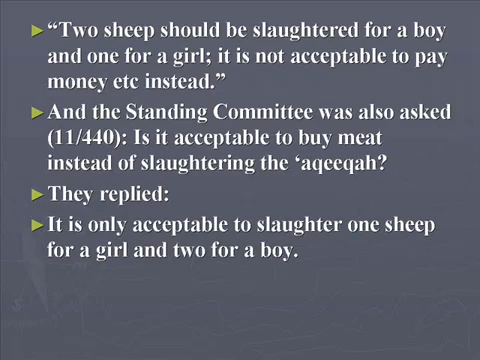 ►“Two sheep should be slaughtered for a boy
and one for a girl; it is not acceptable to pay
money etc instead.”
►And the Standing Committee was also asked
(11/440): Is it acceptable to buy meat
instead of slaughtering the ‘aqeeqah?
►They replied:
►It is only acceptable to slaughter one sheep
for a girl and two for a boy.